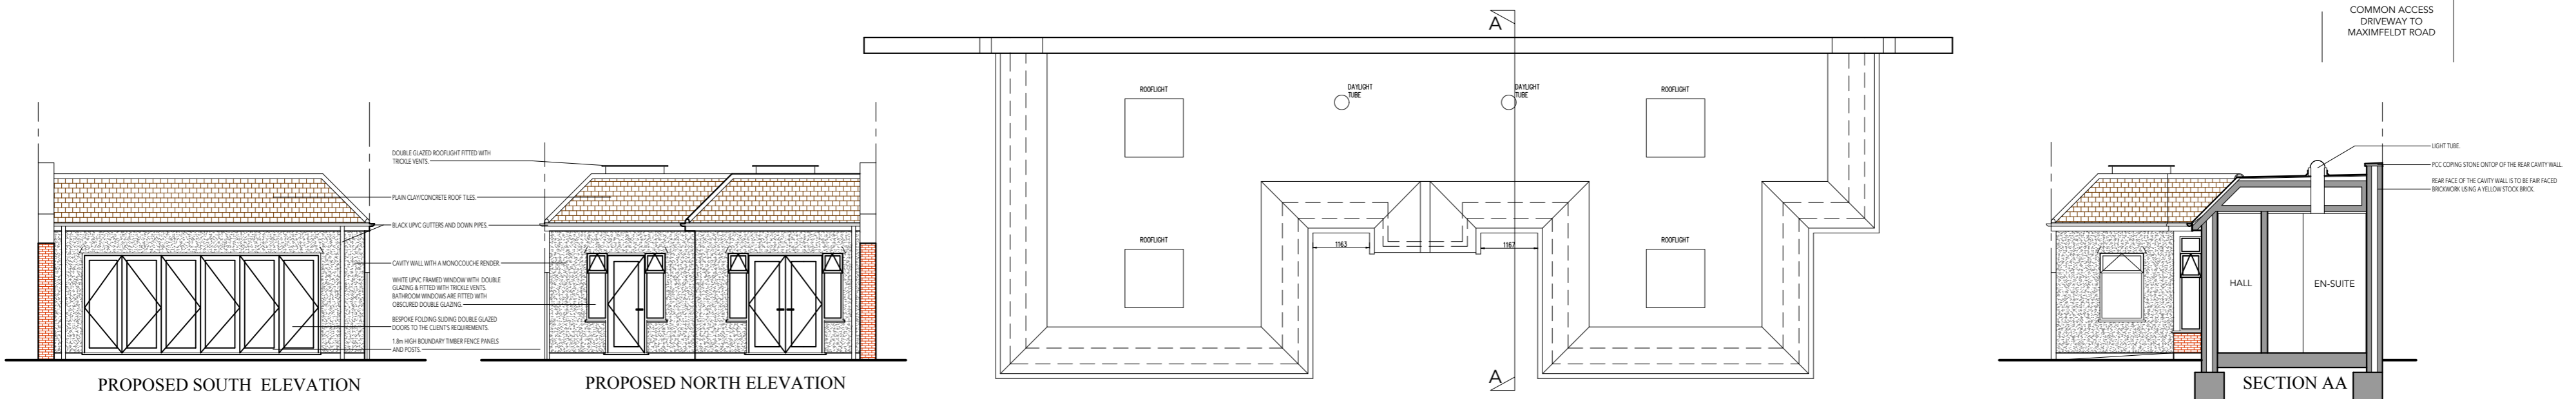 DOUBLE GLAZED ROOFLIGHT FITTED WITH
TRICKLE VENTS.
PLAIN CLAY/CONCRETE ROOF TILES.
BLACK UPVC GUTTERS AND DOWN PIPES.
CAVITY WALL WITH A MONOCOUCHE RENDER.
WHITE UPVC FRAMED WINDOW WITH DOUBLE
GLAZING & FITTED WITH TRICKLE VENTS.
BATHROOM WINDOWS ARE FITTED WITH
OBSCURED DOUBLE GLAZING.
BESPOKE FOLDING-SLIDING DOUBLE GLAZED
DOORS TO THE CLIENT'S REQUIREMENTS.
1.8m HIGH BOUNDARY TIMBER FENCE PANELS
AND POSTS.
PROPOSED SOUTH ELEVATION
PROPOSED NORTH ELEVATION
A
ROOFLIGHT
DAYLIGHT
TUBE
DAYLIGHT
TUBE
ROOFLIGHT
ROOFLIGHT
1163
1167
ROOFLIGHT
A
COMMON ACCESS
DRIVEWAY TO
MAXIMFELDT ROAD
LIGHT TUBE.
PCC COPING STONE ONTOP OF THE REAR CAVITY WALL.
REAR FACE OF THE CAVITY WALL IS TO BE FAIR FACED
BRICKWORK USING A YELLOW STOCK BRICK.
HALL
EN-SUITE
SECTION AA